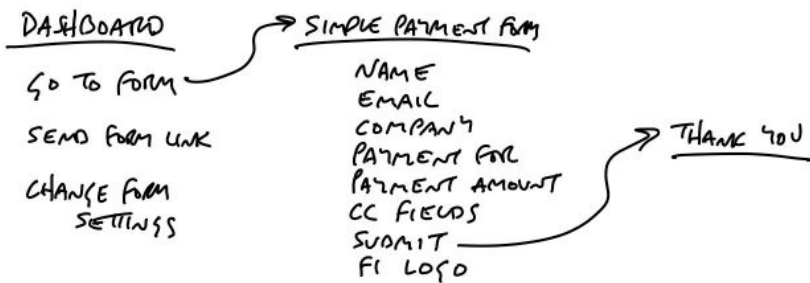 DASHBOARD
GO TO FORM
SEND FORM LINK
CHANGE FORM
SETTINGS
SIMPLE PAYMENT FORM
NAME
EMAIL
COMPANY
PAYMENT FOR
PAYMENT AMOUNT
CC FIELDS
SUBMIT
FI LOGO
THANK YOU